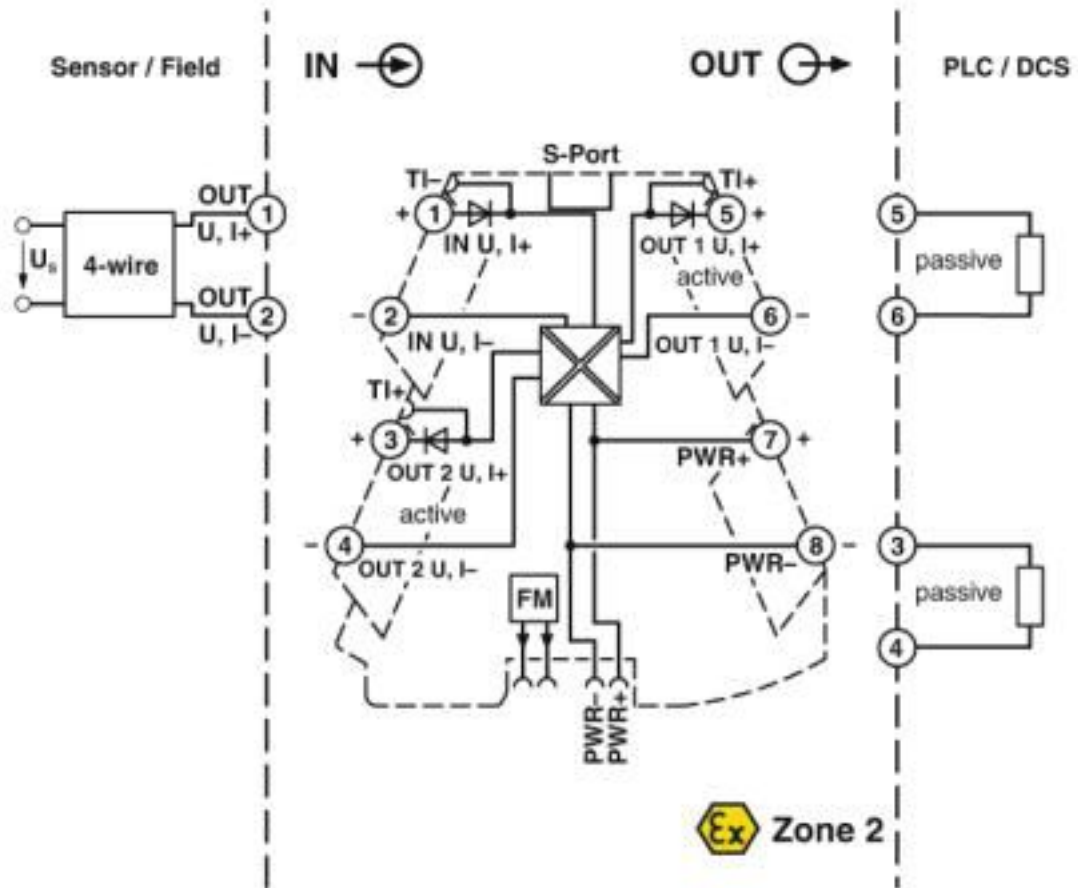 Sensor / Field
IN
OUT
PLC / DCS
S-Port
TI–
TI+
OUT
1
U, I+
+
1
IN U, I+
5
+
OUT 1 U, I+
active
5
passive
6
Us
4-wire
OUT
2
U, I–
–
2
IN U, I–
6
–
OUT 1 U, I–
TI+
+
3
OUT 2 U, I+
active
7
+
PWR+
–
4
OUT 2 U, I–
8
–
PWR–
3
passive
4
FM
PWR–
PWR+
Ex
Zone 2